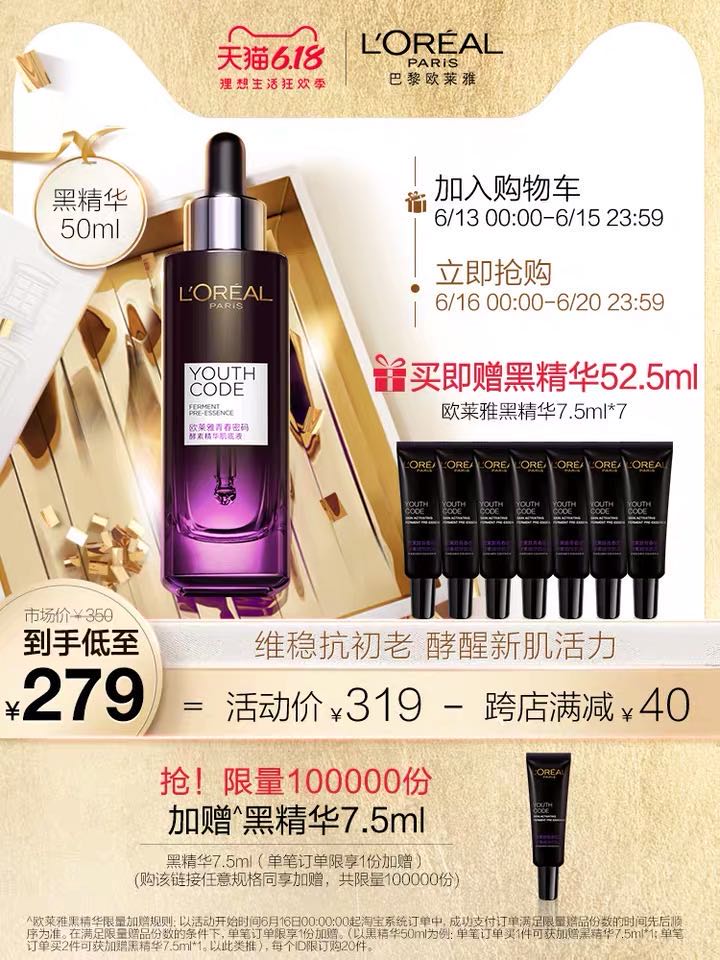 天猫6.18
理想生活狂欢季
L'ORÉAL
PARIS
巴黎欧莱雅
黑精华
50ml
加入购物车
6/13 00:00-6/15 23:59
立即抢购
6/16 00:00-6/20 23:59
L'ORÉAL
PARIS
YOUTH
CODE
FERMENT
PRE-ESSENCE
欧莱雅青春密码
酵素精华肌底液
买即赠黑精华52.5ml
欧莱雅黑精华7.5ml*7
市场价¥350
到手低至
¥279
维稳抗初老 酵醒新肌活力
= 活动价¥319 - 跨店满减¥40
抢！限量100000份
加赠^黑精华7.5ml
黑精华7.5ml（单笔订单限享1份加赠）
(购该链接任意规格同享加赠，共限量100000份)
L'ORÉAL
PARIS
YOUTH
CODE
SKIN ACTIVATING
FERMENT PRE-ESSENCE
^欧莱雅黑精华限量加赠规则：以活动开始时间6月16日00:00:00起淘宝系统订单中，成功支付订单满足限量赠品份数的时间先后顺
序为准。在满足限量赠品份数的条件下，单笔订单限享1份加赠。（以黑精华50ml为例：单笔订单买1件可获加赠黑精华7.5ml*1；单笔
订单买2件可获加赠黑精华7.5ml*1。以此类推），每个ID限订购20件。